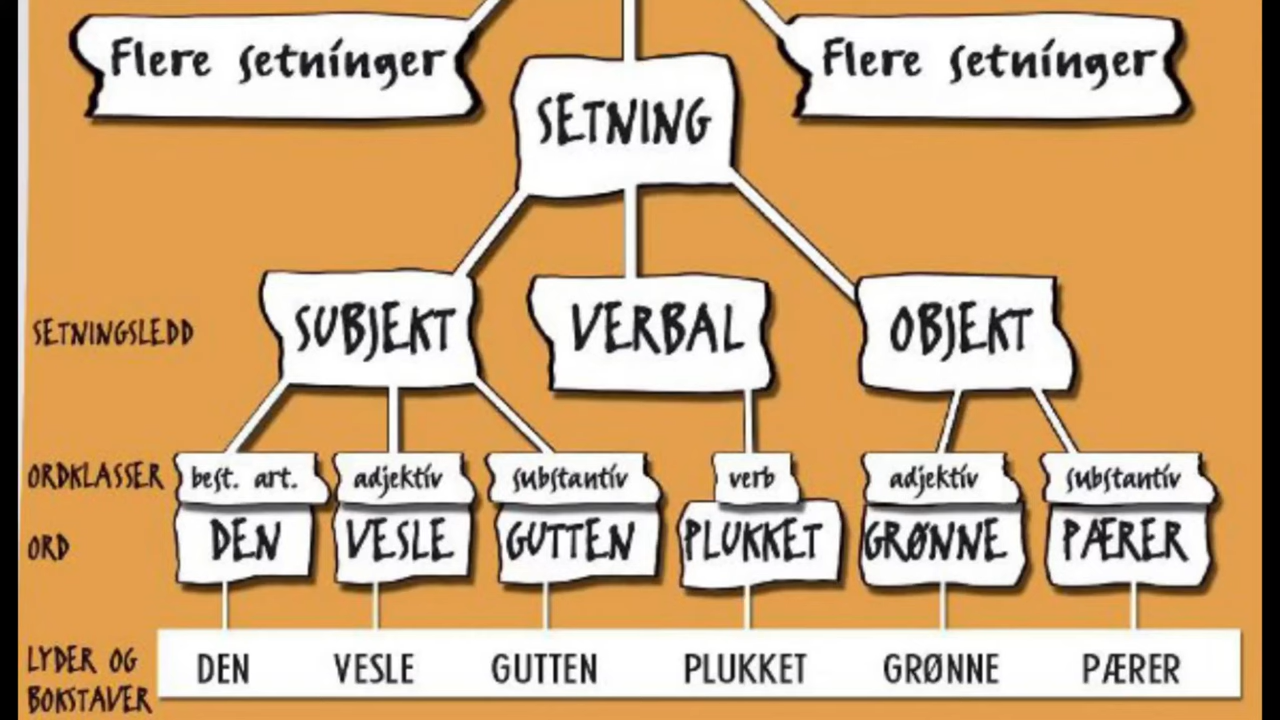 Flere setninger
Flere setninger
SETNING
SETNINGSLEDD
SUBJEKT
VERBAL
OBJEKT
ORDKLASSER
best. art.
adjektiv
substantiv
verb
adjektiv
substantiv
ORD
DEN
VESLE
GUTTEN
PLUKKET
GRØNNE
PÆRER
LYDER OG
BOKSTAVER
DEN
VESLE
GUTTEN
PLUKKET
GRØNNE
PÆRER